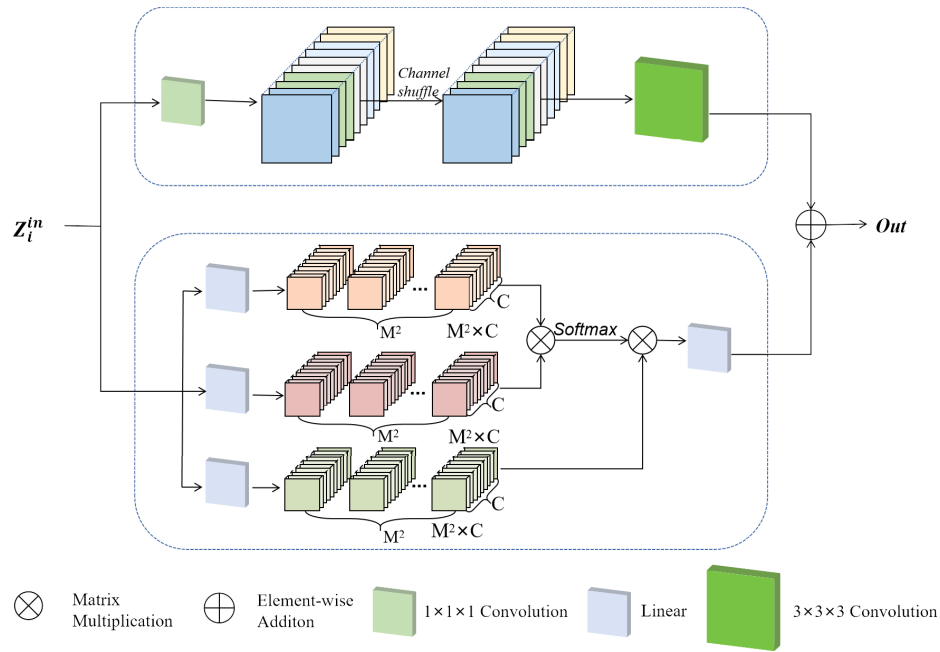 Channel
shuffle
Z_i^in
Out
C
M²
M²×C
Softmax
C
M²
M²×C
C
M²
M²×C
Matrix
Multiplication
Element-wise
Additon
1×1×1 Convolution
Linear
3×3×3 Convolution